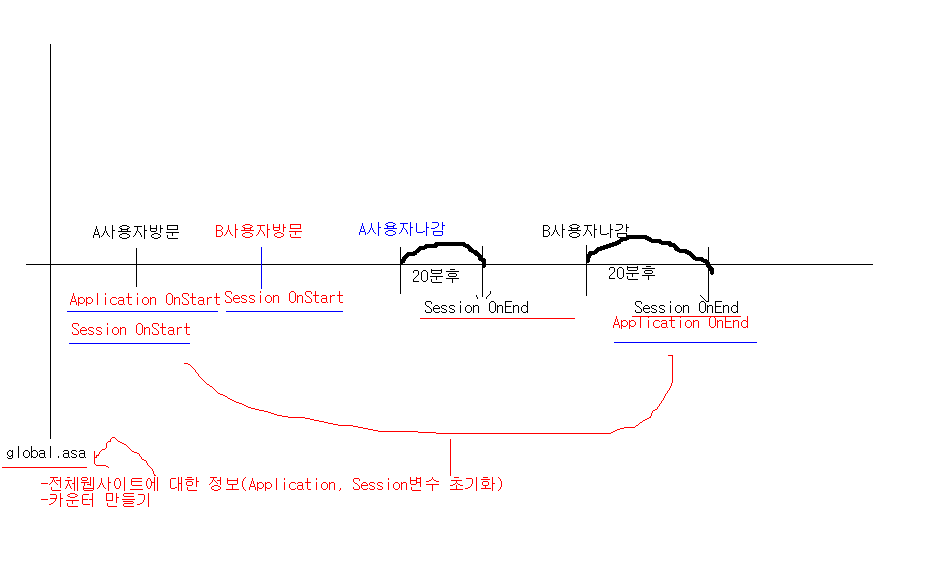 A사용자방문
B사용자방문
A사용자나감
B사용자나감
20분후
20분후
Application OnStart
Session OnStart
Session OnEnd
Session OnEnd
Session OnStart
Application OnEnd
global.asa
-전체웹사이트에 대한 정보(Application, Session변수 초기화)
-카운터 만들기